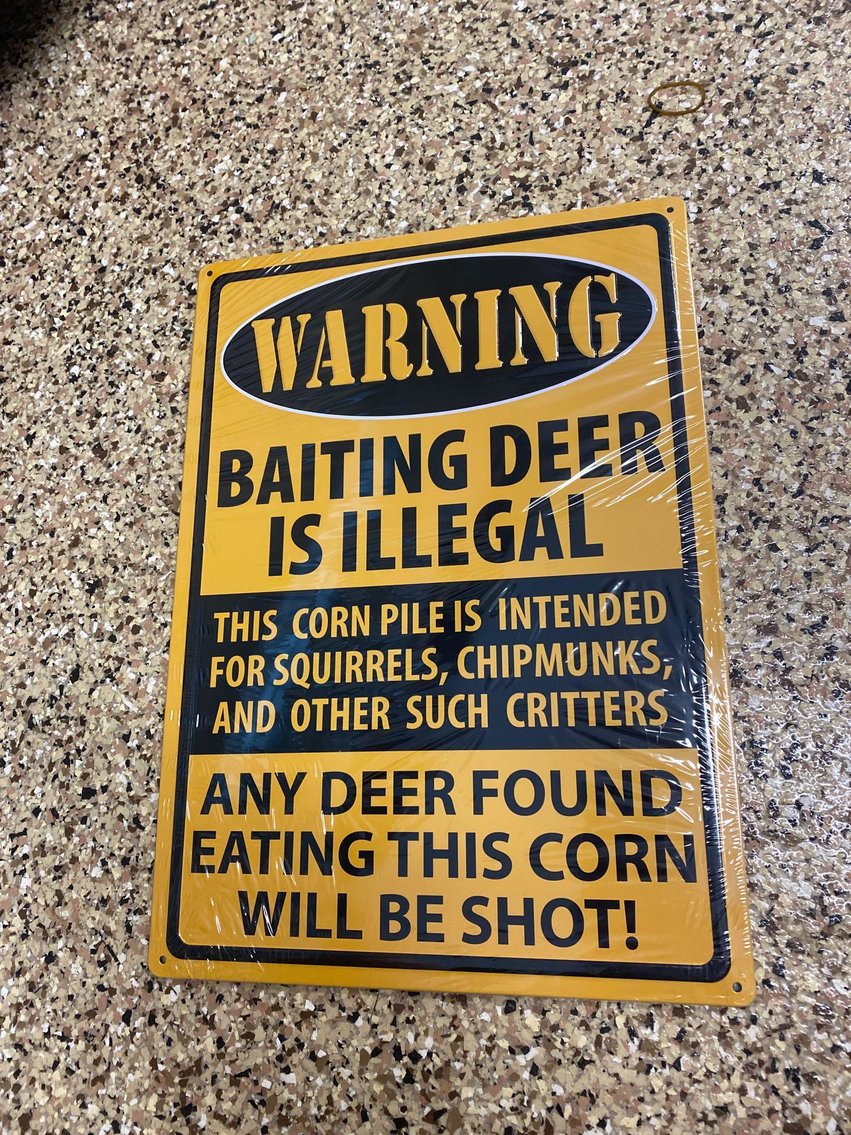 WARNING
BAITING DEER
IS ILLEGAL
THIS CORN PILE IS INTENDED
FOR SQUIRRELS, CHIPMUNKS,
AND OTHER SUCH CRITTERS
ANY DEER FOUND
EATING THIS CORN
WILL BE SHOT!